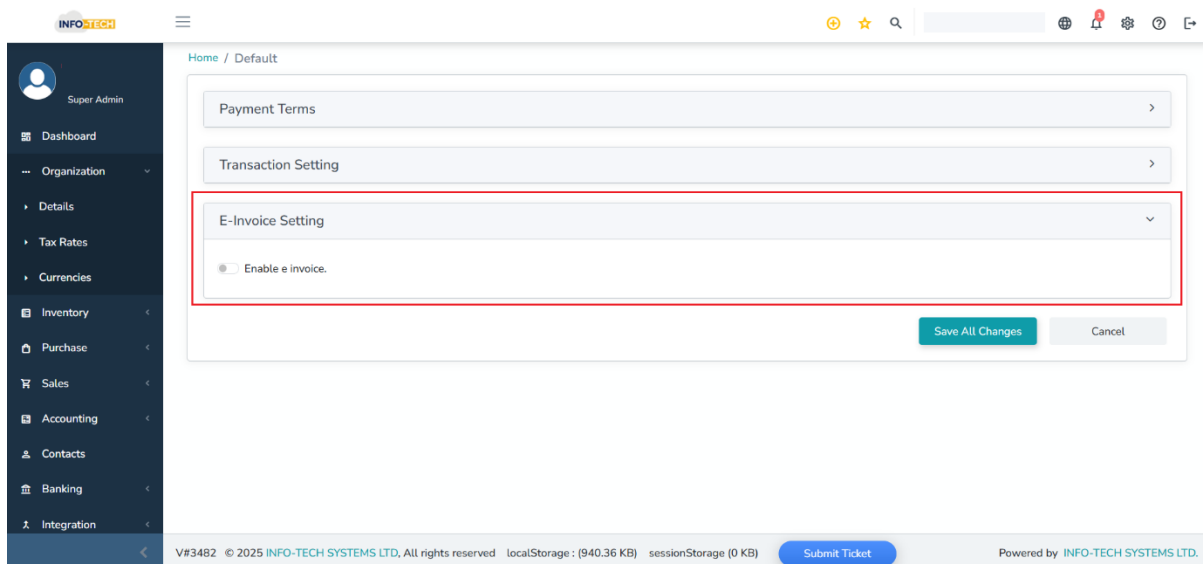 INFO-TECH
1
Home / Default
Super Admin
Dashboard
Organization
Details
Tax Rates
Currencies
Inventory
Purchase
Sales
Accounting
Contacts
Banking
Integration
Payment Terms
Transaction Setting
E-Invoice Setting
Enable e invoice.
Save All Changes Cancel
V#3482 © 2025 INFO-TECH SYSTEMS LTD, All rights reserved localStorage : (940.36 KB) sessionStorage (0 KB) Submit Ticket Powered by INFO-TECH SYSTEMS LTD.